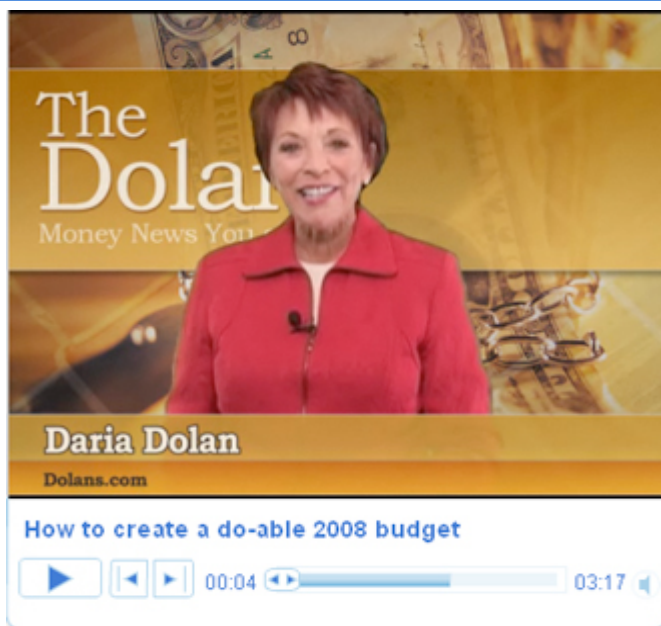 The
Dola
Money News You
Daria Dolan
Dolans.com
How to create a do-able 2008 budget
00:04
03:17